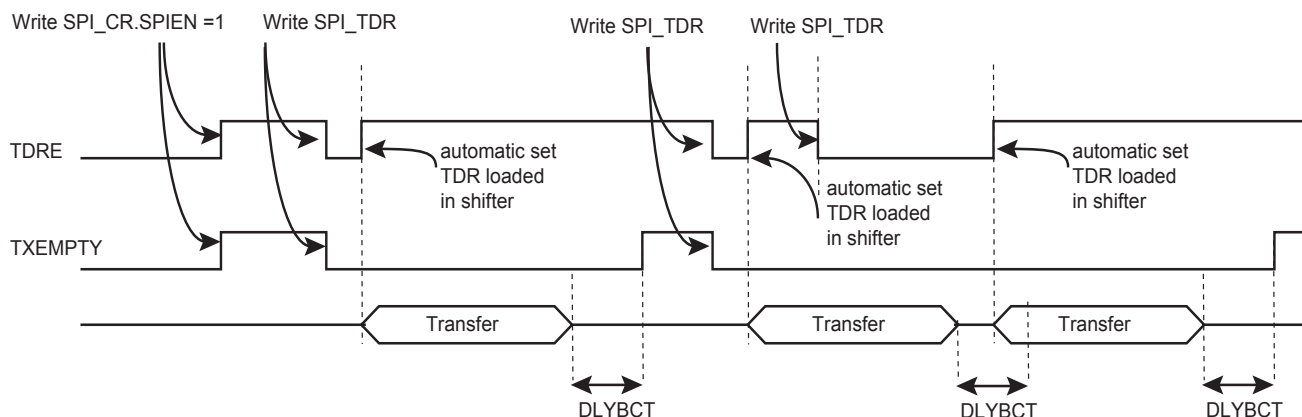 Write SPI_CR.SPIEN =1
Write SPI_TDR
Write SPI_TDR
Write SPI_TDR
TDRE
automatic set
TDR loaded
in shifter
automatic set
TDR loaded
in shifter
automatic set
TDR loaded
in shifter
TXEMPTY
Transfer
Transfer
Transfer
DLYBCT
DLYBCT
DLYBCT